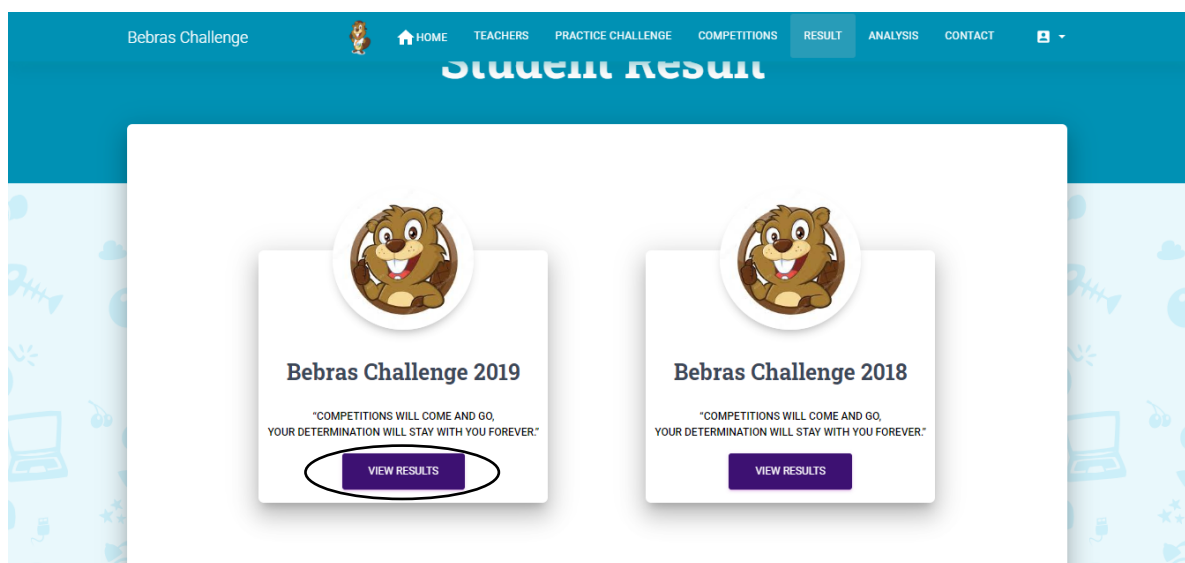 Bebras Challenge
HOME TEACHERS PRACTICE CHALLENGE COMPETITIONS RESULT ANALYSIS CONTACT
Student Result
Bebras Challenge 2019
“COMPETITIONS WILL COME AND GO,
YOUR DETERMINATION WILL STAY WITH YOU FOREVER.”
VIEW RESULTS
Bebras Challenge 2018
“COMPETITIONS WILL COME AND GO,
YOUR DETERMINATION WILL STAY WITH YOU FOREVER.”
VIEW RESULTS